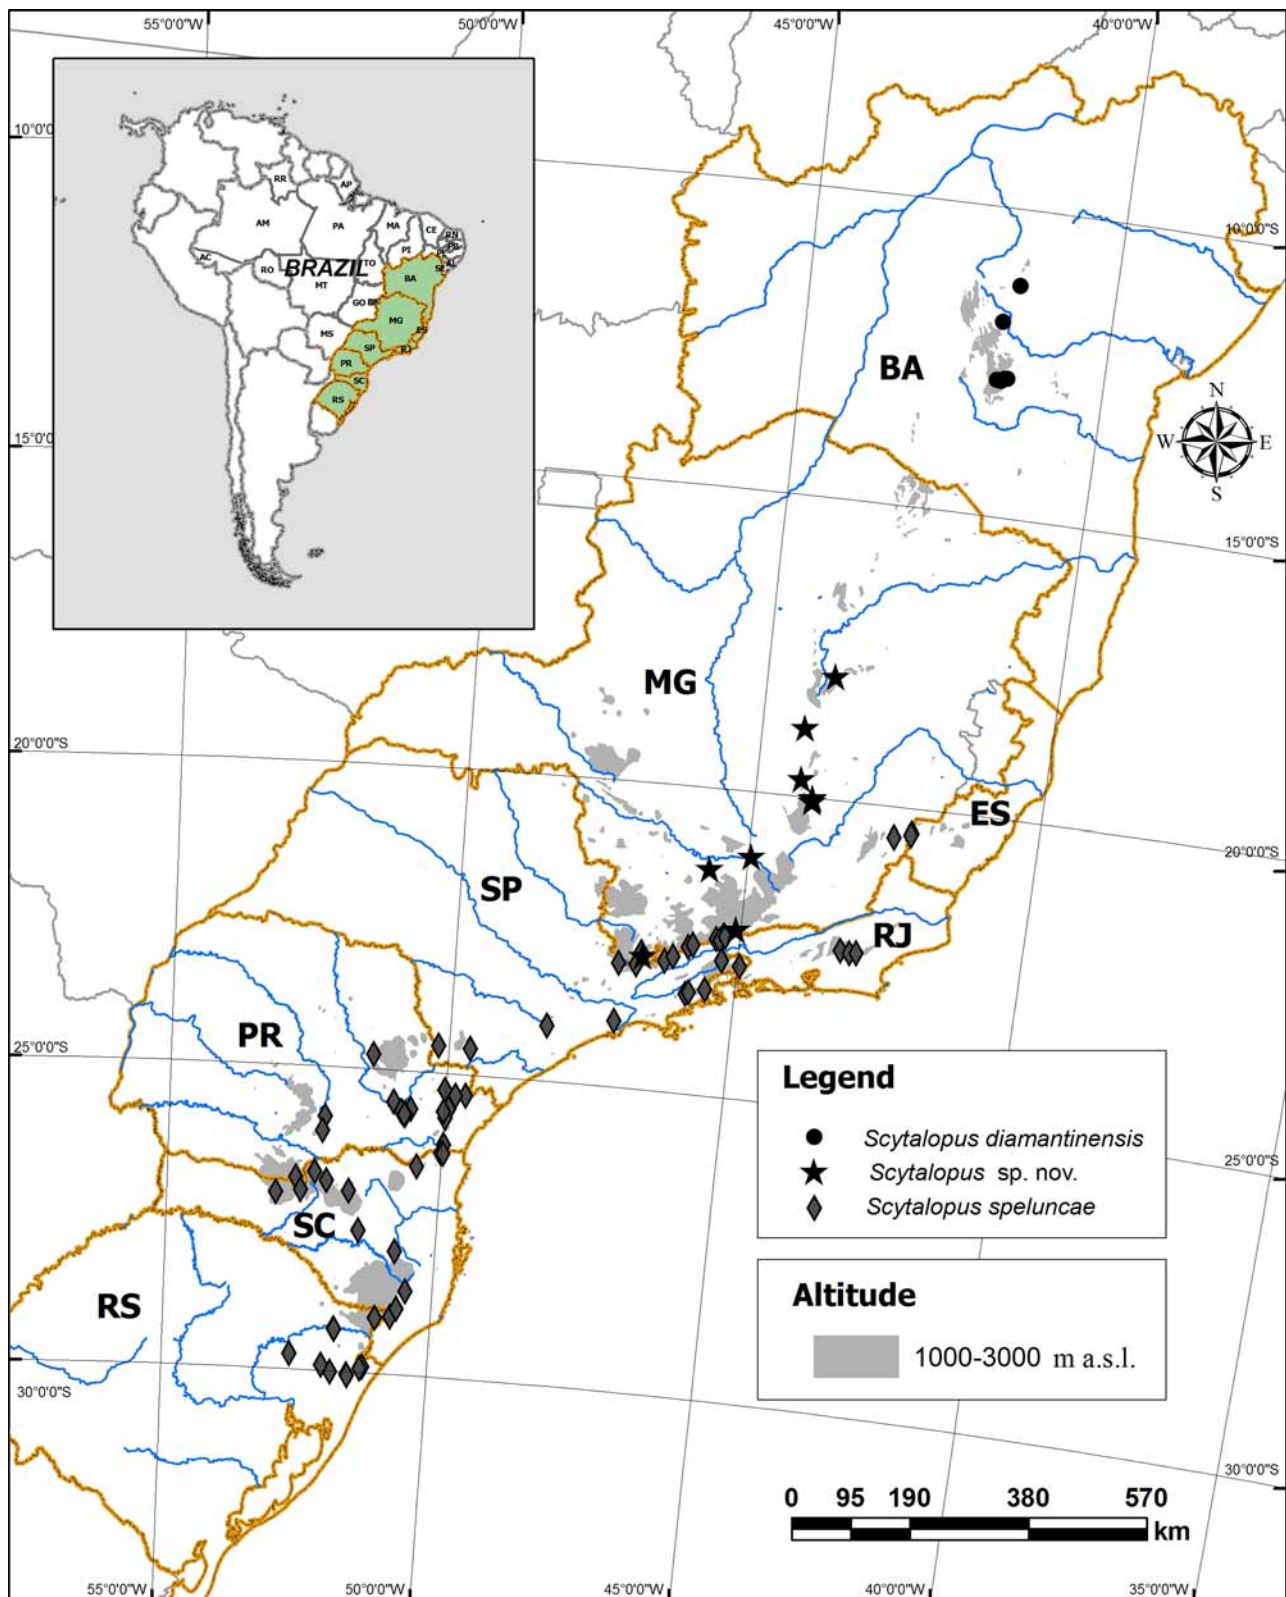 55°0'0"W
50°0'0"W
45°0'0"W
40°0'0"W
10°0'0
RR
AP
AM
PA
MA
CE
RN
PB
PI
AC
TO
AL
SE
RO
BRAZIL
BA
MT
GO
MG
MS
ES
SP
RJ
PR
SC
RS
10°0'0"S
BA
N
W
E
S
15°0'0
15°0'0"S
MG
20°0'0"S
ES
20°0'0"S
SP
RJ
PR
25°0'0"S
Legend
Scytalopus diamantinensis
Scytalopus sp. nov.
Scytalopus speluncae
25°0'0"S
SC
RS
Altitude
1000-3000 m a.s.l.
30°0'0"S
30°0'0"S
0 95 190 380 570
km
55°0'0"W
50°0'0"W
45°0'0"W
40°0'0"W
35°0'0"W